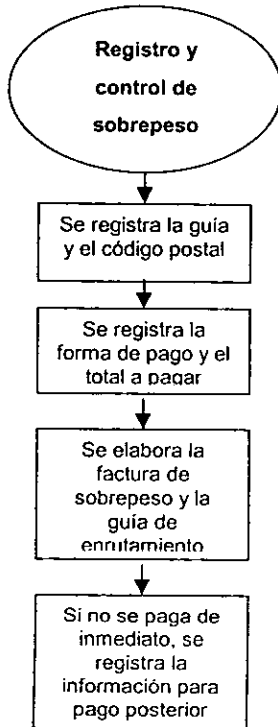 Registro y
control de
sobrepeso
Se registra la guía
y el código postal
Se registra la
forma de pago y el
total a pagar
Se elabora la
factura de
sobrepeso y la
guía de
enrutamiento
Si no se paga de
inmediato, se
registra la
información para
pago posterior